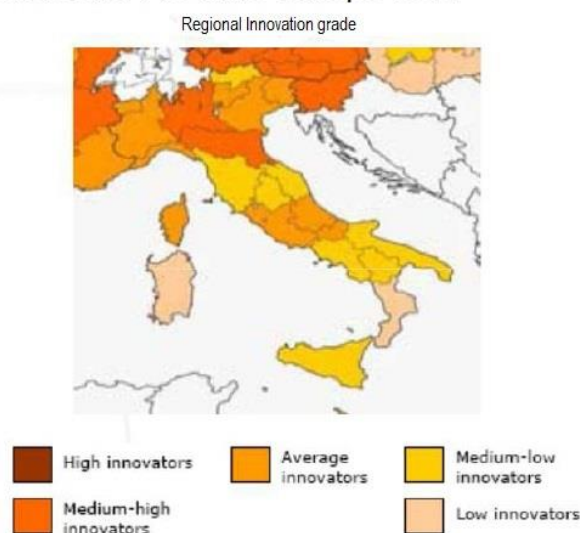 Regional Innovation grade
High innovators
Average
innovators
Medium-low
innovators
Medium-high
innovators
Low innovators